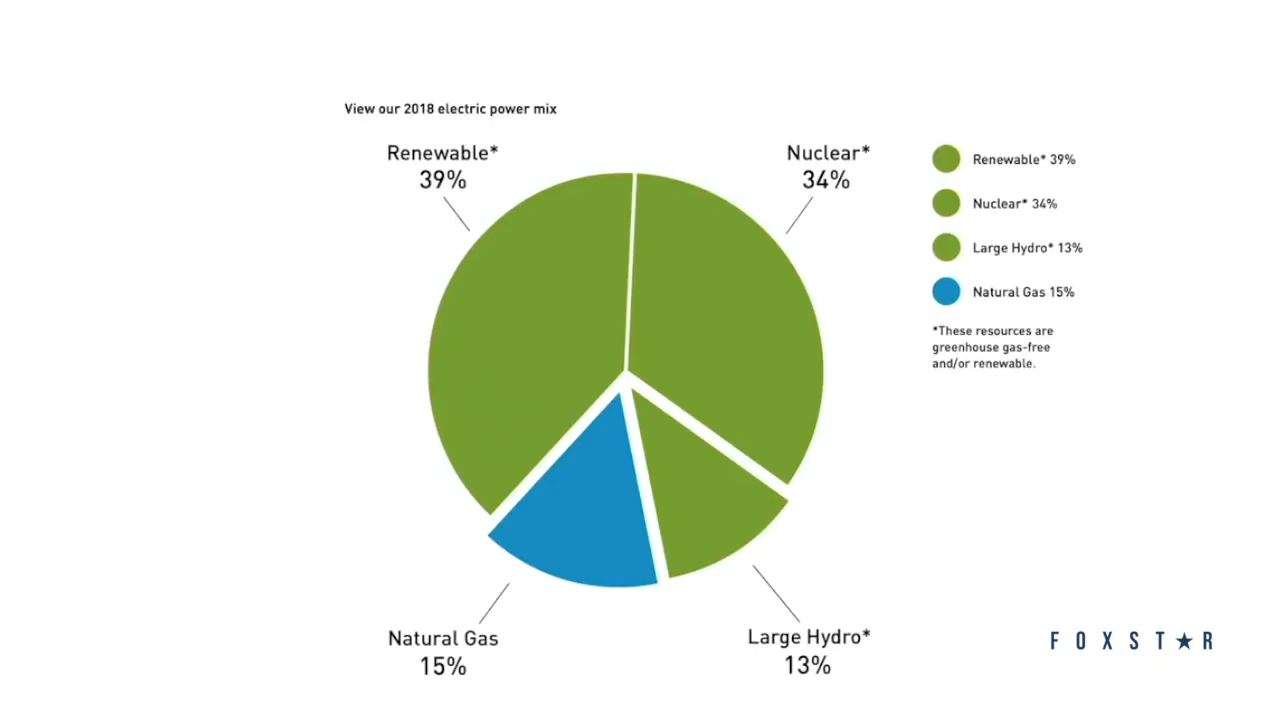 View our 2018 electric power mix
Renewable*
39%
Nuclear*
34%
Natural Gas
15%
Large Hydro*
13%
Renewable* 39%
Nuclear* 34%
Large Hydro* 13%
Natural Gas 15%
*These resources are
greenhouse gas-free
and/or renewable.
FOXST★R